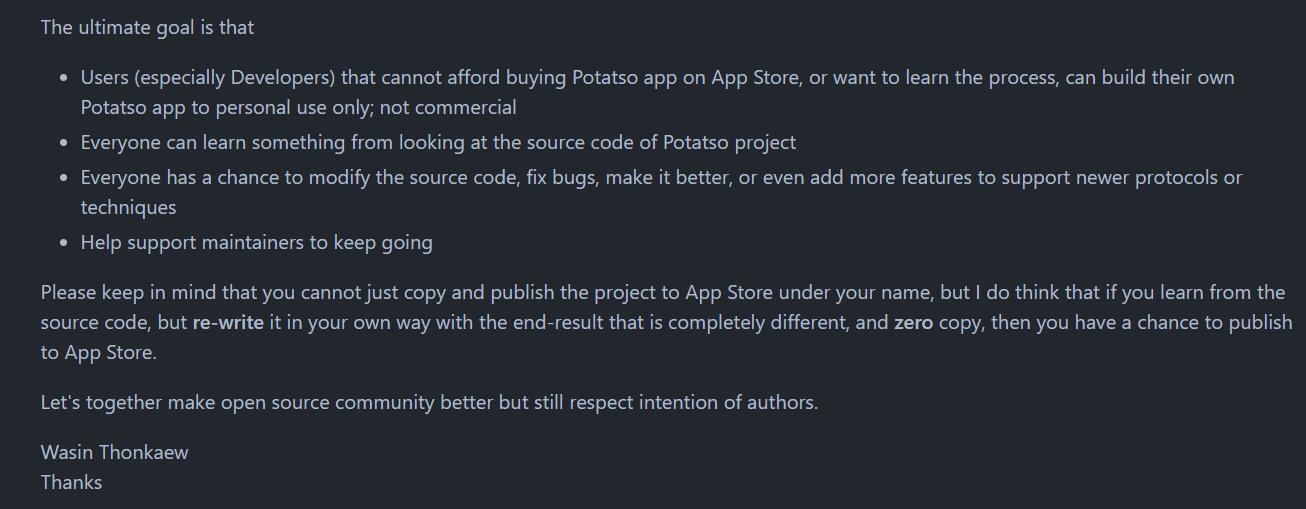 The ultimate goal is that
Users (especially Developers) that cannot afford buying Potatso app on App Store, or want to learn the process, can build their own
Potatso app to personal use only; not commercial
Everyone can learn something from looking at the source code of Potatso project
Everyone has a chance to modify the source code, fix bugs, make it better, or even add more features to support newer protocols or
techniques
Help support maintainers to keep going
Please keep in mind that you cannot just copy and publish the project to App Store under your name, but I do think that if you learn from the
source code, but re-write it in your own way with the end-result that is completely different, and zero copy, then you have a chance to publish
to App Store.
Let's together make open source community better but still respect intention of authors.
Wasin Thonkaew
Thanks